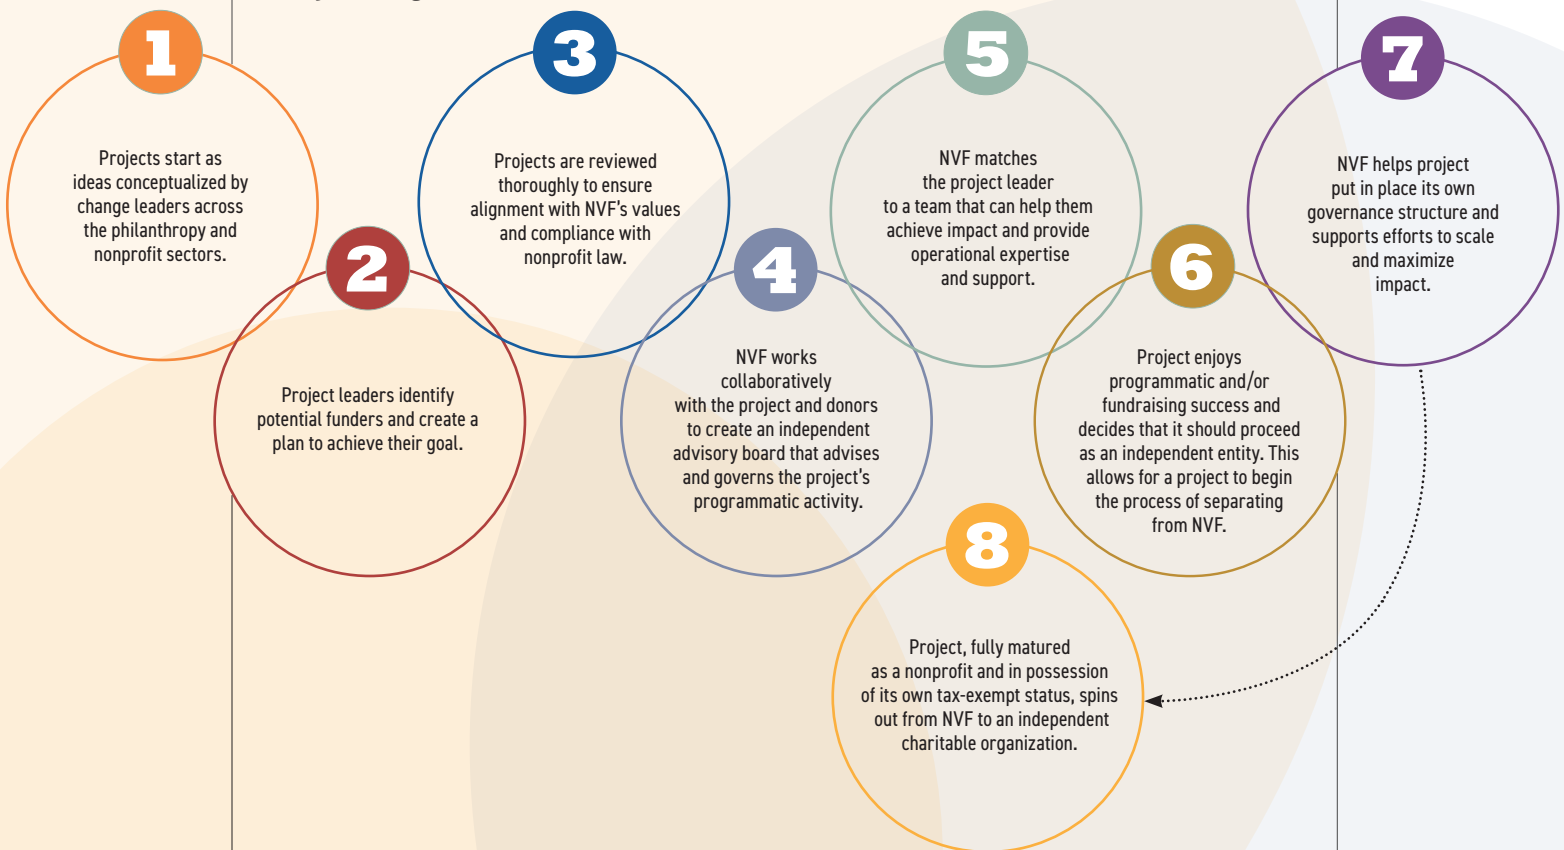 1
Projects start as
ideas conceptualized by
change leaders across
the philanthropy and
nonprofit sectors.
2
Project leaders identify
potential funders and create a
plan to achieve their goal.
3
Projects are reviewed
thoroughly to ensure
alignment with NVF's values
and compliance with
nonprofit law.
4
NVF works
collaboratively
with the project and donors
to create an independent
advisory board that advises
and governs the project's
programmatic activity.
5
NVF matches
the project leader
to a team that can help them
achieve impact and provide
operational expertise
and support.
6
Project enjoys
programmatic and/or
fundraising success and
decides that it should proceed
as an independent entity. This
allows for a project to begin
the process of separating
from NVF.
7
NVF helps project
put in place its own
governance structure and
supports efforts to scale
and maximize
impact.
8
Project, fully matured
as a nonprofit and in possession
of its own tax-exempt status, spins
out from NVF to an independent
charitable organization.